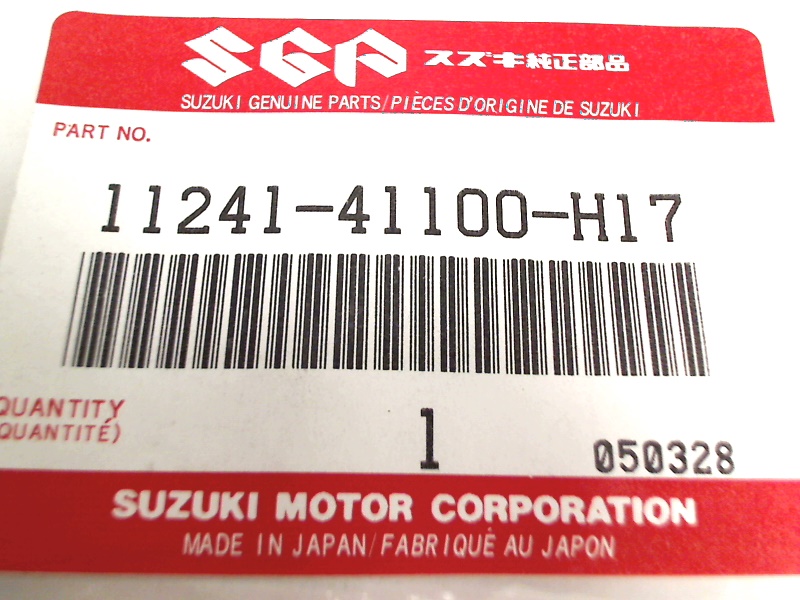 SGP スズキ純正部品
SUZUKI GENUINE PARTS/PIÈCES D'ORIGINE DE SUZUKI
PART NO.
11241-41100-H17
QUANTITY 1
(QUANTITÉ) 050328
SUZUKI MOTOR CORPORATION
MADE IN JAPAN/FABRIQUÉ AU JAPON